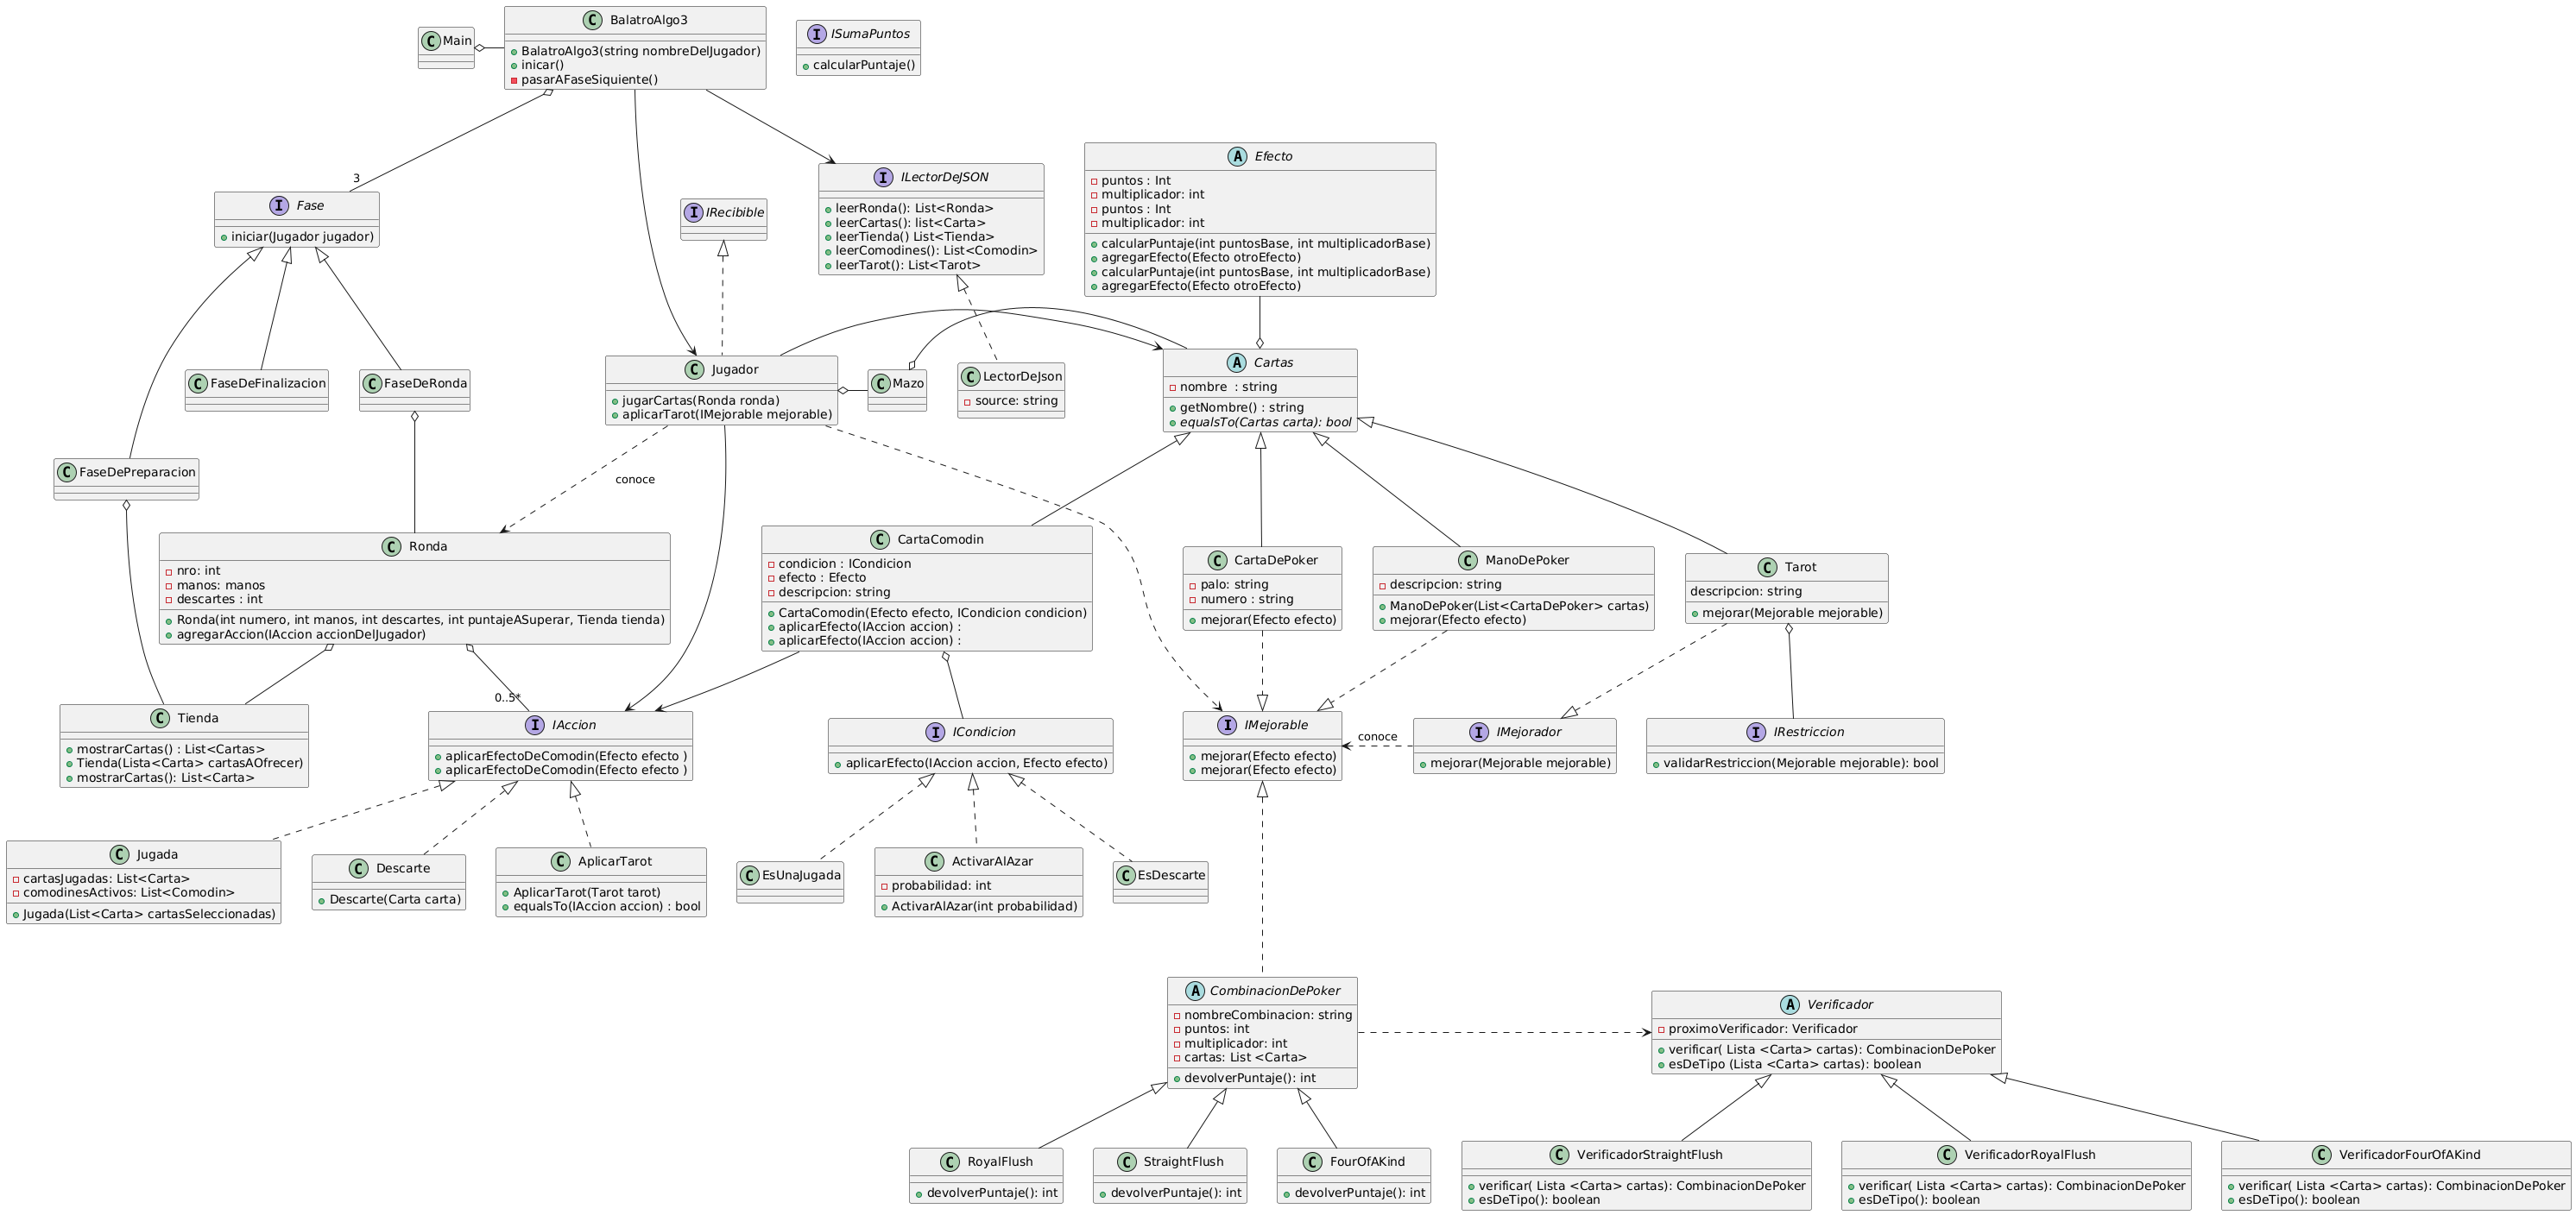 Main
BalatroAlgo3
BalatroAlgo3(string nombreDelJugador)
inicar()
pasarAFaseSiquiente()
ISumaPuntos
calcularPuntaje()
3
Fase
iniciar(Jugador jugador)
IRecibible
ILectorDeJSON
leerRonda(): List<Ronda>
leerCartas(): list<Carta>
leerTienda() List<Tienda>
leerComodines(): List<Comodin>
leerTarot(): List<Tarot>
Efecto
puntos : Int
multiplicador: int
puntos : Int
multiplicador: int
calcularPuntaje(int puntosBase, int multiplicadorBase)
agregarEfecto(Efecto otroEfecto)
calcularPuntaje(int puntosBase, int multiplicadorBase)
agregarEfecto(Efecto otroEfecto)
FaseDeFinalizacion
FaseDeRonda
Jugador
jugarCartas(Ronda ronda)
aplicarTarot(IMejorable mejorable)
Mazo
LectorDeJson
source: string
Cartas
nombre : string
getNombre() : string
equalsTo(Cartas carta): bool
FaseDePreparacion
conoce
Ronda
nro: int
manos: manos
descartes : int
Ronda(int numero, int manos, int descartes, int puntajeASuperar, Tienda tienda)
agregarAccion(IAccion accionDelJugador)
CartaComodin
condicion : ICondicion
efecto : Efecto
descripcion: string
CartaComodin(Efecto efecto, ICondicion condicion)
aplicarEfecto(IAccion accion) :
aplicarEfecto(IAccion accion) :
CartaDePoker
palo: string
numero : string
mejorar(Efecto efecto)
ManoDePoker
descripcion: string
ManoDePoker(List<CartaDePoker> cartas)
mejorar(Efecto efecto)
Tarot
descripcion: string
mejorar(Mejorable mejorable)
0..5*
Tienda
mostrarCartas() : List<Cartas>
Tienda(Lista<Carta> cartasAOfrecer)
mostrarCartas(): List<Carta>
IAccion
aplicarEfectoDeComodin(Efecto efecto )
aplicarEfectoDeComodin(Efecto efecto )
ICondicion
aplicarEfecto(IAccion accion, Efecto efecto)
IMejorable
mejorar(Efecto efecto)
mejorar(Efecto efecto)
conoce
IMejorador
mejorar(Mejorable mejorable)
IRestriccion
validarRestriccion(Mejorable mejorable): bool
Jugada
cartasJugadas: List<Carta>
comodinesActivos: List<Comodin>
Jugada(List<Carta> cartasSeleccionadas)
Descarte
Descarte(Carta carta)
AplicarTarot
AplicarTarot(Tarot tarot)
equalsTo(IAccion accion) : bool
EsUnaJugada
ActivarAlAzar
probabilidad: int
ActivarAlAzar(int probabilidad)
EsDescarte
CombinacionDePoker
nombreCombinacion: string
puntos: int
multiplicador: int
cartas: List <Carta>
devolverPuntaje(): int
Verificador
proximoVerificador: Verificador
verificar( Lista <Carta> cartas): CombinacionDePoker
esDeTipo (Lista <Carta> cartas): boolean
RoyalFlush
devolverPuntaje(): int
StraightFlush
devolverPuntaje(): int
FourOfAKind
devolverPuntaje(): int
VerificadorStraightFlush
verificar( Lista <Carta> cartas): CombinacionDePoker
esDeTipo(): boolean
VerificadorRoyalFlush
verificar( Lista <Carta> cartas): CombinacionDePoker
esDeTipo(): boolean
VerificadorFourOfAKind
verificar( Lista <Carta> cartas): CombinacionDePoker
esDeTipo(): boolean